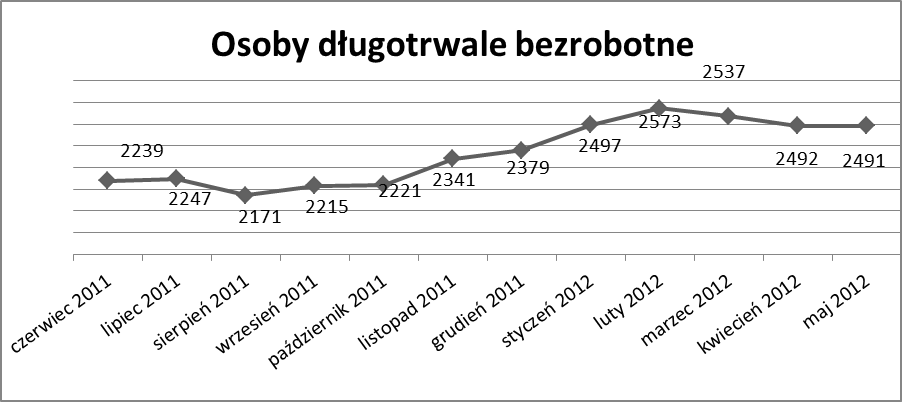 Osoby długotrwale bezrobotne
2239
2247
2171
2215
2221
2341
2379
2497
2573
2537
2492
2491
czerwiec 2011
lipiec 2011
sierpień 2011
wrzesień 2011
październik 2011
listopad 2011
grudzień 2011
styczeń 2012
luty 2012
marzec 2012
kwiecień 2012
maj 2012